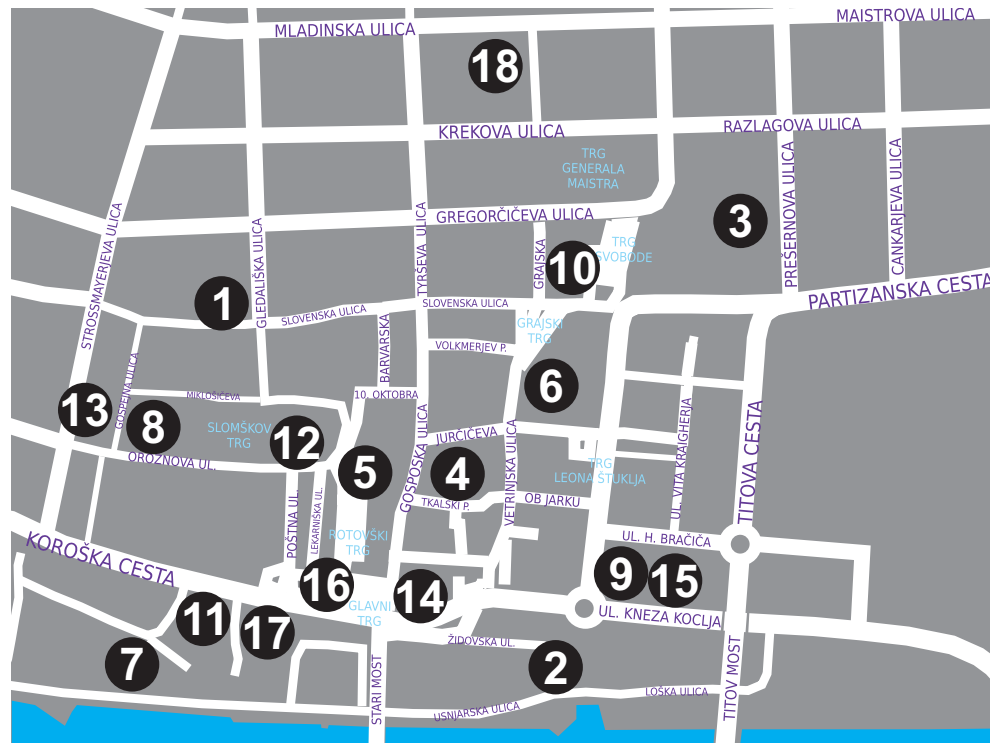 MAISTROVA ULICA
MLADINSKA ULICA
18
KREKOVA ULICA
RAZLAGOVA ULICA
TRG
GENERALA
MAISTRA
PREŠERNOVA ULICA
CANKARJEVA ULICA
STROSSMAYERJEVA ULICA
GLEDALIŠKA ULICA
TYRŠEVA ULICA
GREGORČIČEVA ULICA
3
GRAJSKA
10
TRG
SVOBODE
1
SLOVENSKA ULICA
SLOVENSKA ULICA
PARTIZANSKA CESTA
GRAJSKI
TRG
BARVARSKA
VOLKMERJEV P.
GOSPEJNA ULICA
MIKLOŠIČEVA
10. OKTOBRA
6
13
8
SLOMŠKOV
TRG
12
OROŽNOVA UL.
5
GOSPOSKA ULICA
JURČIČEVA
4
VETRINJSKA ULICA
TRG
LEONA ŠTUKLJA
UL. VITA KRAIGHERJA
TITOVA CESTA
TKALSKI P.
OB JARKU
POŠTNA UL.
LEKARNIŠKA UL.
ROTOVŠKI
TRG
UL. H. BRAČIČA
KOROŠKA CESTA
16
14
9
15
GLAVNI
TRG
UL. KNEZA KOCLJA
11
17
7
ŽIDOVSKA UL.
2
STARI MOST
USNJARSKA ULICA
LOŠKA ULICA
TITOV MOST